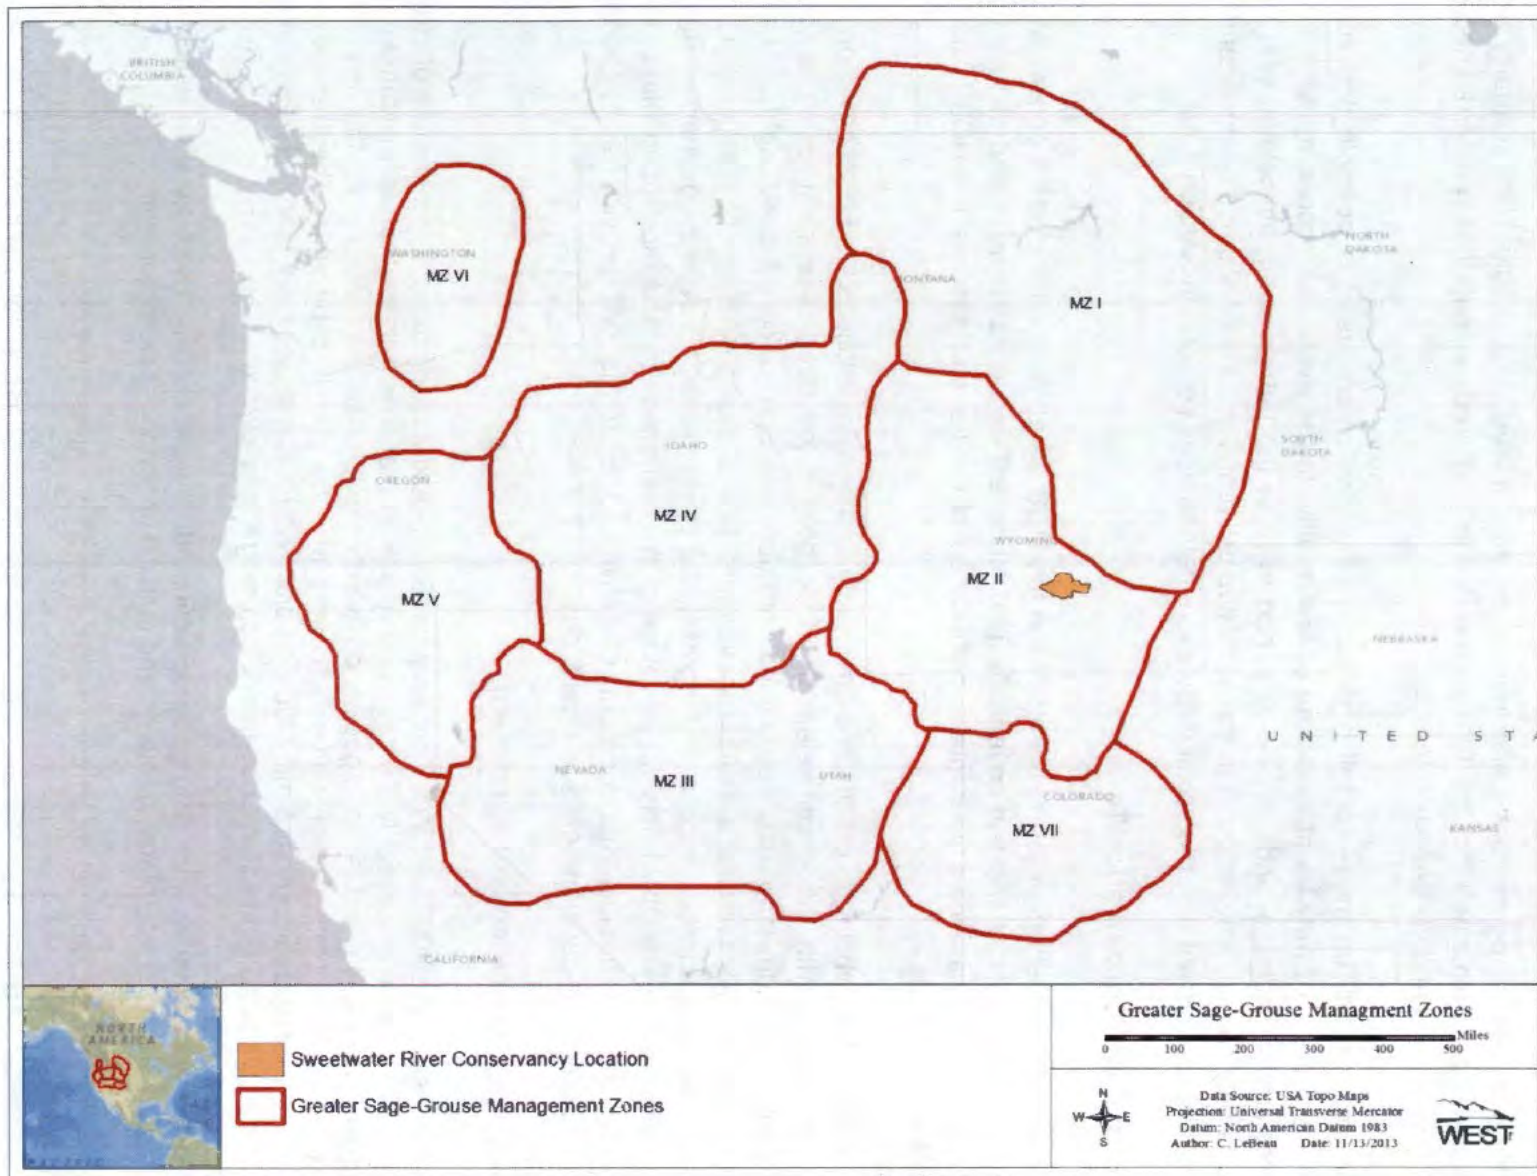 BRITISH
COLUMBIA
WASHINGTON
MZ VI
MONTANA
MZ I
NORTH
DAKOTA
SOUTH
DAKOTA
IDAHO
OREGON
MZ IV
WYOMING
MZ II
MZ V
NEBRASKA
UNITED STA
NEVADA
MZ III
UTAH
COLORADO
MZ VII
KANSAS
CALIFORNIA
NORTH
AMERICA
PACIFIC
Sweetwater River Conservancy Location
Greater Sage-Grouse Management Zones
Greater Sage-Grouse Managment Zones
Miles
0 100 200 300 400 500
N
W E
S
Data Source: USA Topo Maps
Projection: Universal Transverse Mercator
Datum: North American Datum 1983
Author: C. LeBeau Date: 11/13/2013
WEST